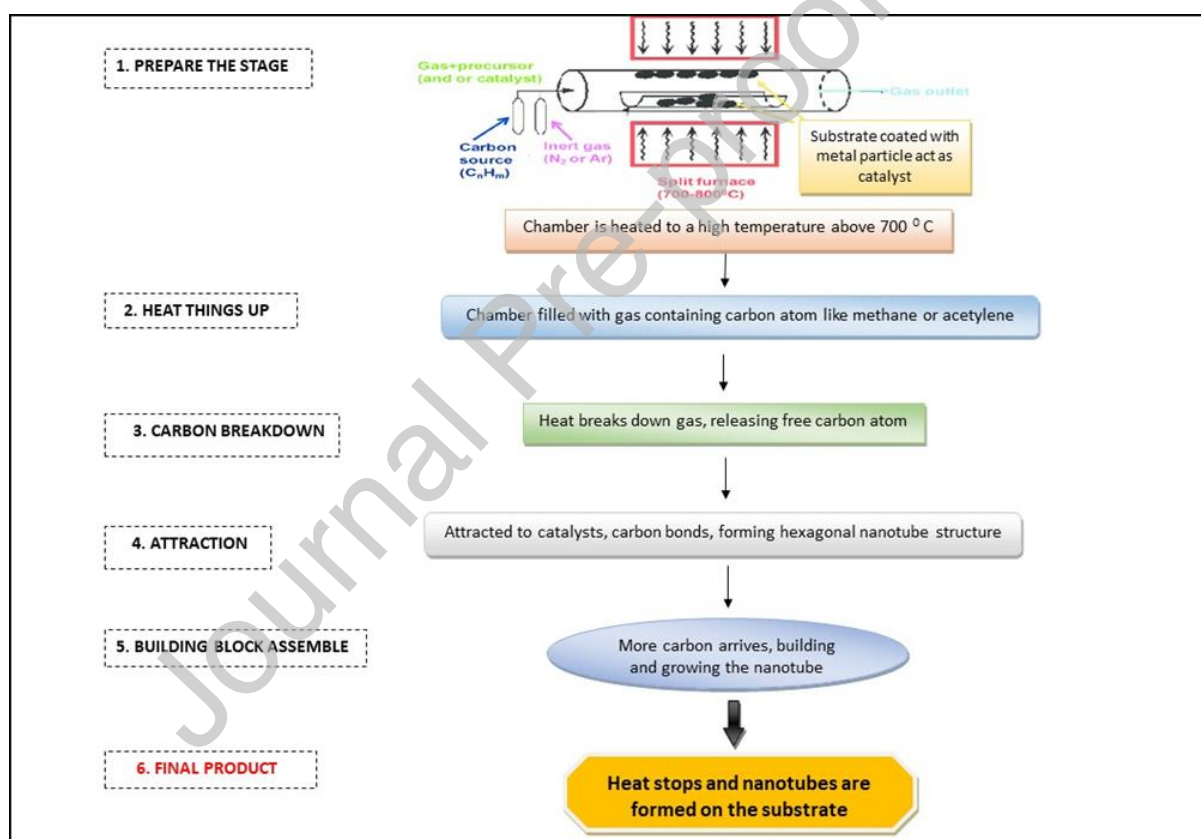 1. PREPARE THE STAGE
Gas+precursor
(and or catalyst)
Carbon
source
(CₙHₘ)
Inert gas
(N₂ or Ar)
Split furnace
(700-800°C)
Gas outlet
Substrate coated with
metal particle act as
catalyst
Chamber is heated to a high temperature above 700 ⁰ C
2. HEAT THINGS UP
Chamber filled with gas containing carbon atom like methane or acetylene
3. CARBON BREAKDOWN
Heat breaks down gas, releasing free carbon atom
4. ATTRACTION
Attracted to catalysts, carbon bonds, forming hexagonal nanotube structure
5. BUILDING BLOCK ASSEMBLE
More carbon arrives, building
and growing the nanotube
6. FINAL PRODUCT
Heat stops and nanotubes are
formed on the substrate
Journal Pre-proof